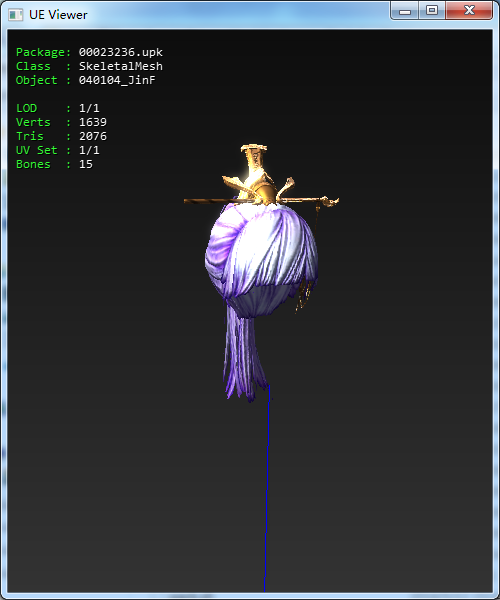 UE Viewer
Package: 00023236.upk
Class : SkeletalMesh
Object : 040104_JinF
LOD : 1/1
Verts : 1639
Tris : 2076
UV Set : 1/1
Bones : 15